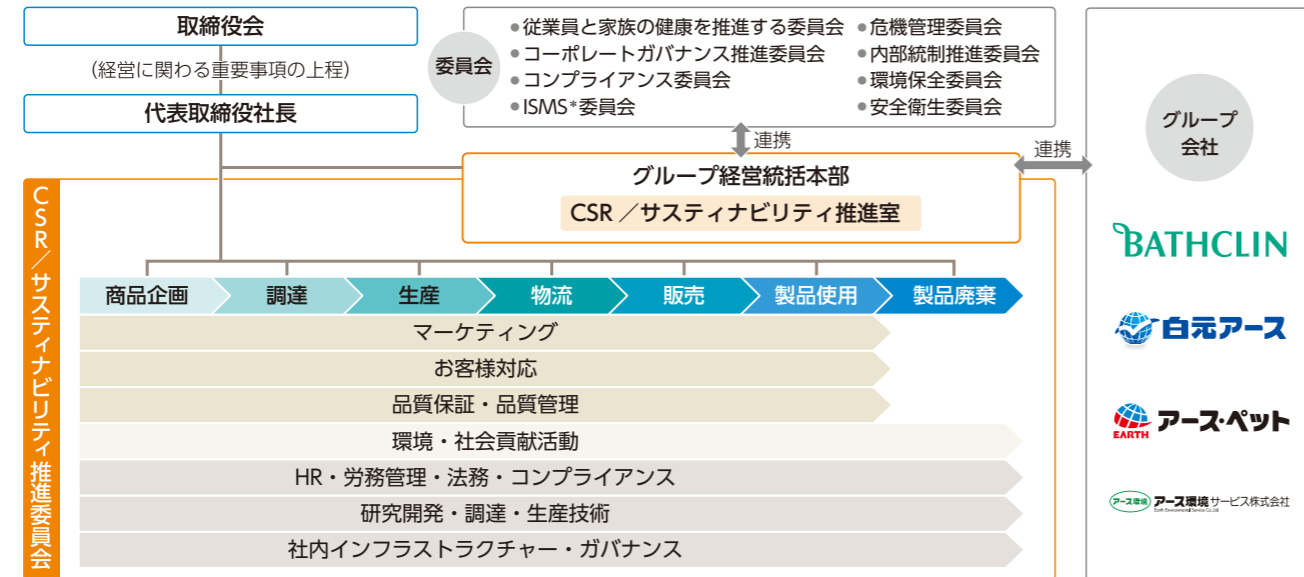 取締役会
(経営に関わる重要事項の上程)
代表取締役社長
委員会
●従業員と家族の健康を推進する委員会
●コーポレートガバナンス推進委員会
●コンプライアンス委員会
●ISMS*委員会
●危機管理委員会
●内部統制推進委員会
●環境保全委員会
●安全衛生委員会
連携
連携
グループ経営統括本部
CSR/サスティナビリティ推進室
CSR/サスティナビリティ推進委員会
商品企画
調達
生産
物流
販売
製品使用
製品廃棄
マーケティング
お客様対応
品質保証・品質管理
環境・社会貢献活動
HR・労務管理・法務・コンプライアンス
研究開発・調達・生産技術
社内インフラストラクチャー・ガバナンス
グループ
会社
BATHCLIN
白元アース
EARTH アース・ペット
アース環境 アース環境サービス株式会社
Earth Environmental Service Co.,Ltd.